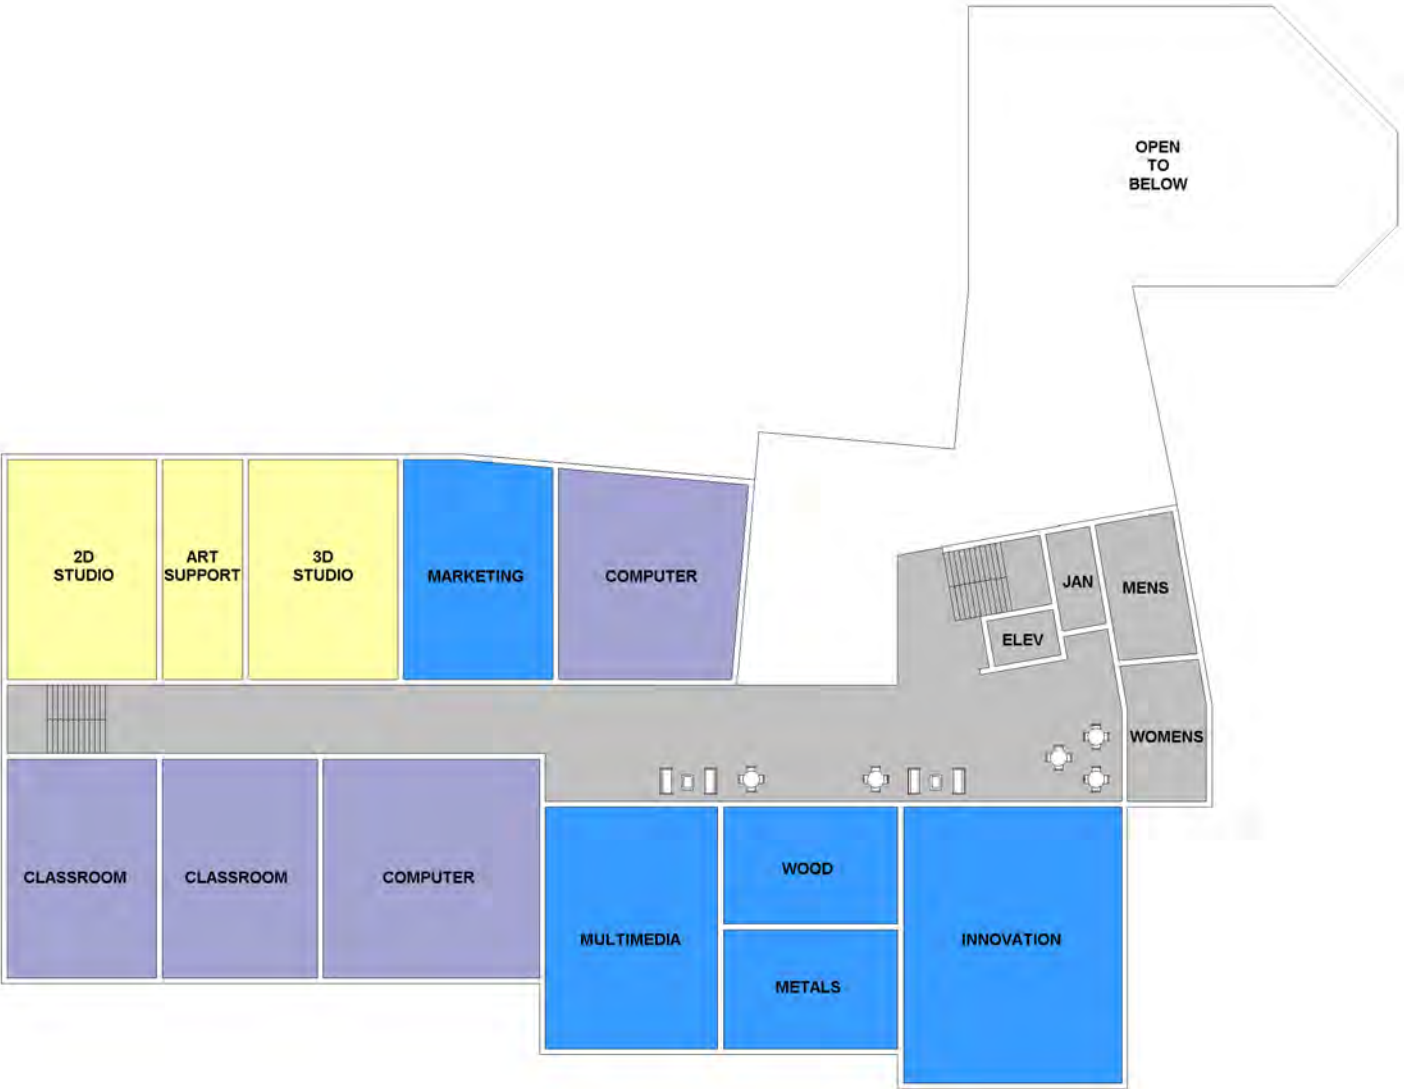 OPEN
TO
BELOW
2D
STUDIO
ART
SUPPORT
3D
STUDIO
MARKETING
COMPUTER
JAN
MENS
ELEV
WOMENS
CLASSROOM
CLASSROOM
COMPUTER
WOOD
MULTIMEDIA
INNOVATION
METALS